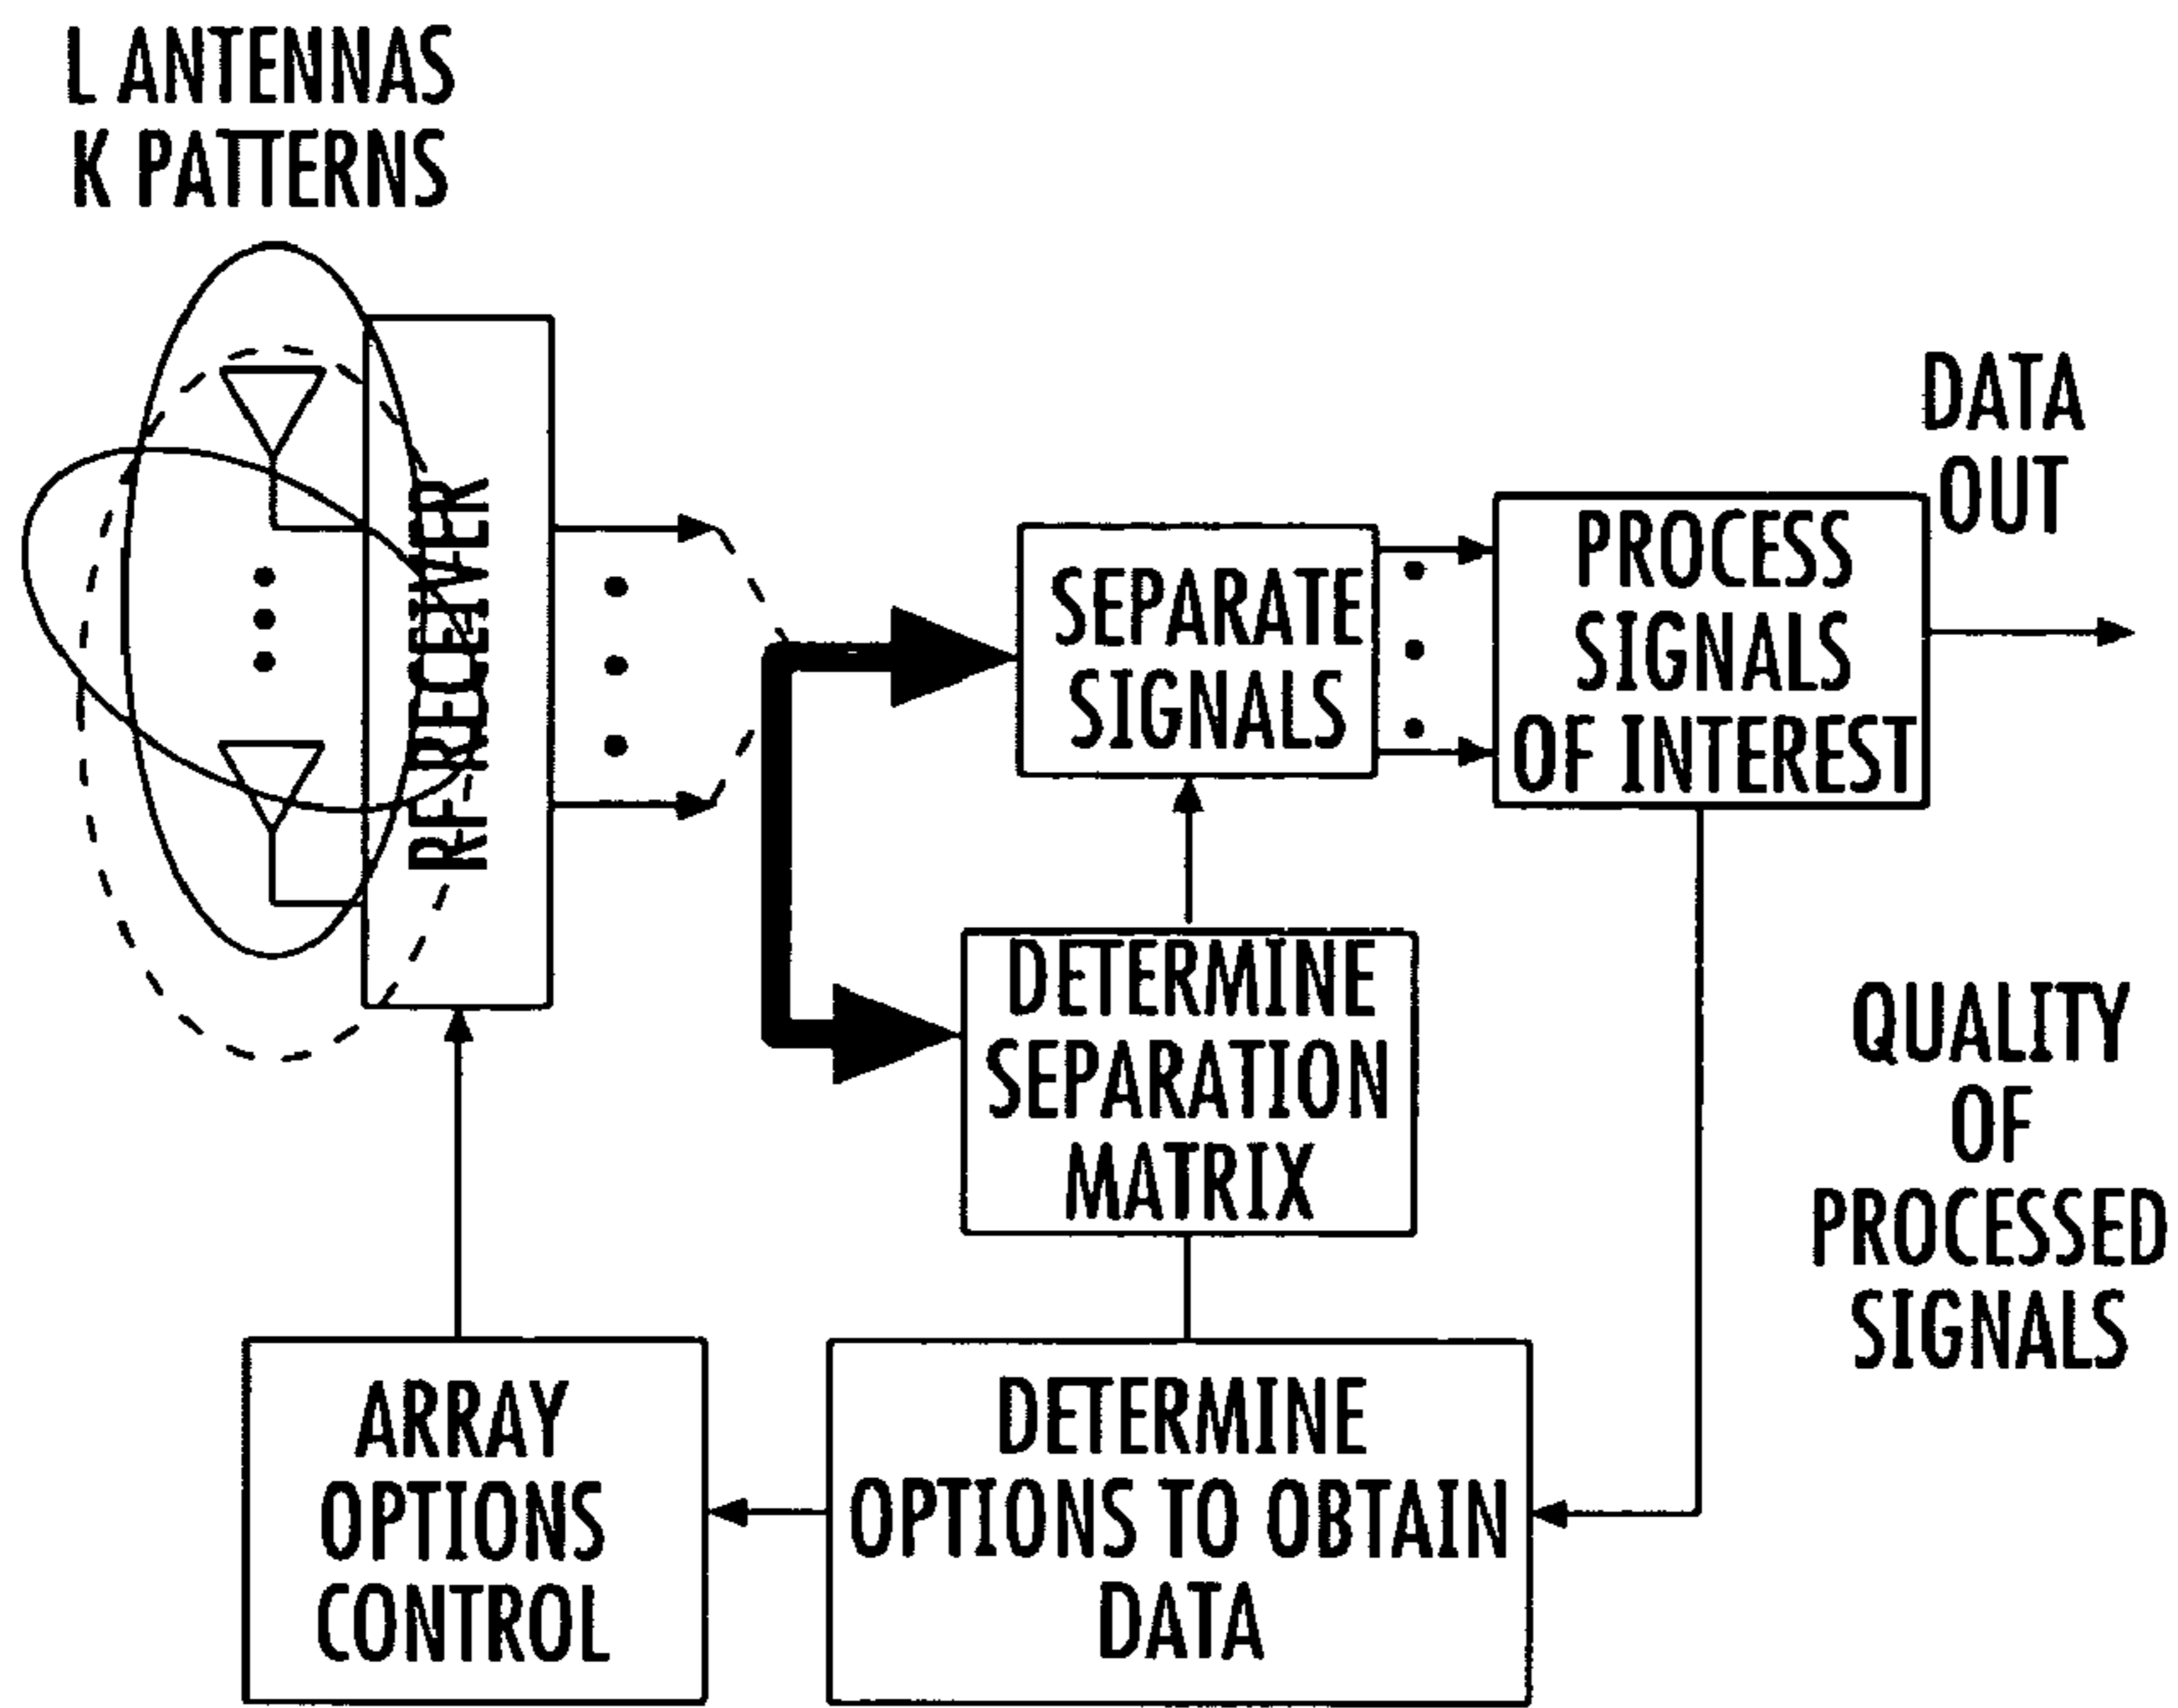 L ANTENNAS
K PATTERNS
RF RECEIVER
SEPARATE
SIGNALS
PROCESS
SIGNALS
OF INTEREST
DATA
OUT
DETERMINE
SEPARATION
MATRIX
QUALITY
OF
PROCESSED
SIGNALS
ARRAY
OPTIONS
CONTROL
DETERMINE
OPTIONS TO OBTAIN
DATA